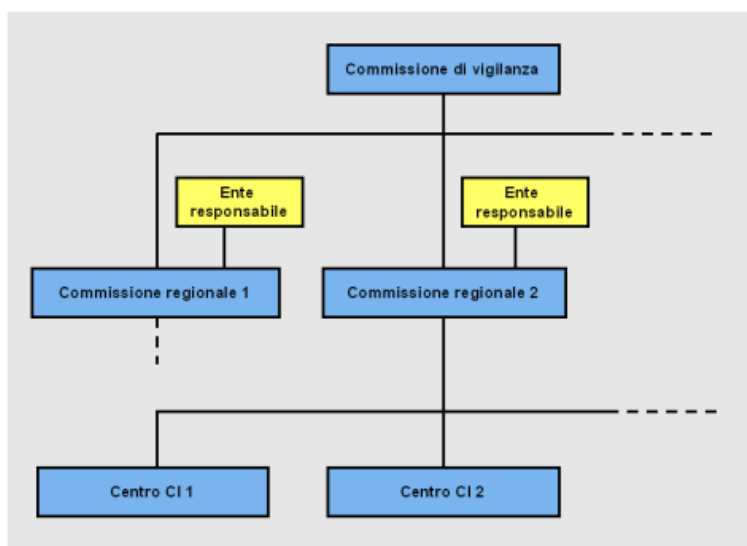 Commissione di vigilanza
Ente
responsabile
Ente
responsabile
Commissione regionale 1
Commissione regionale 2
Centro CI 1
Centro CI 2